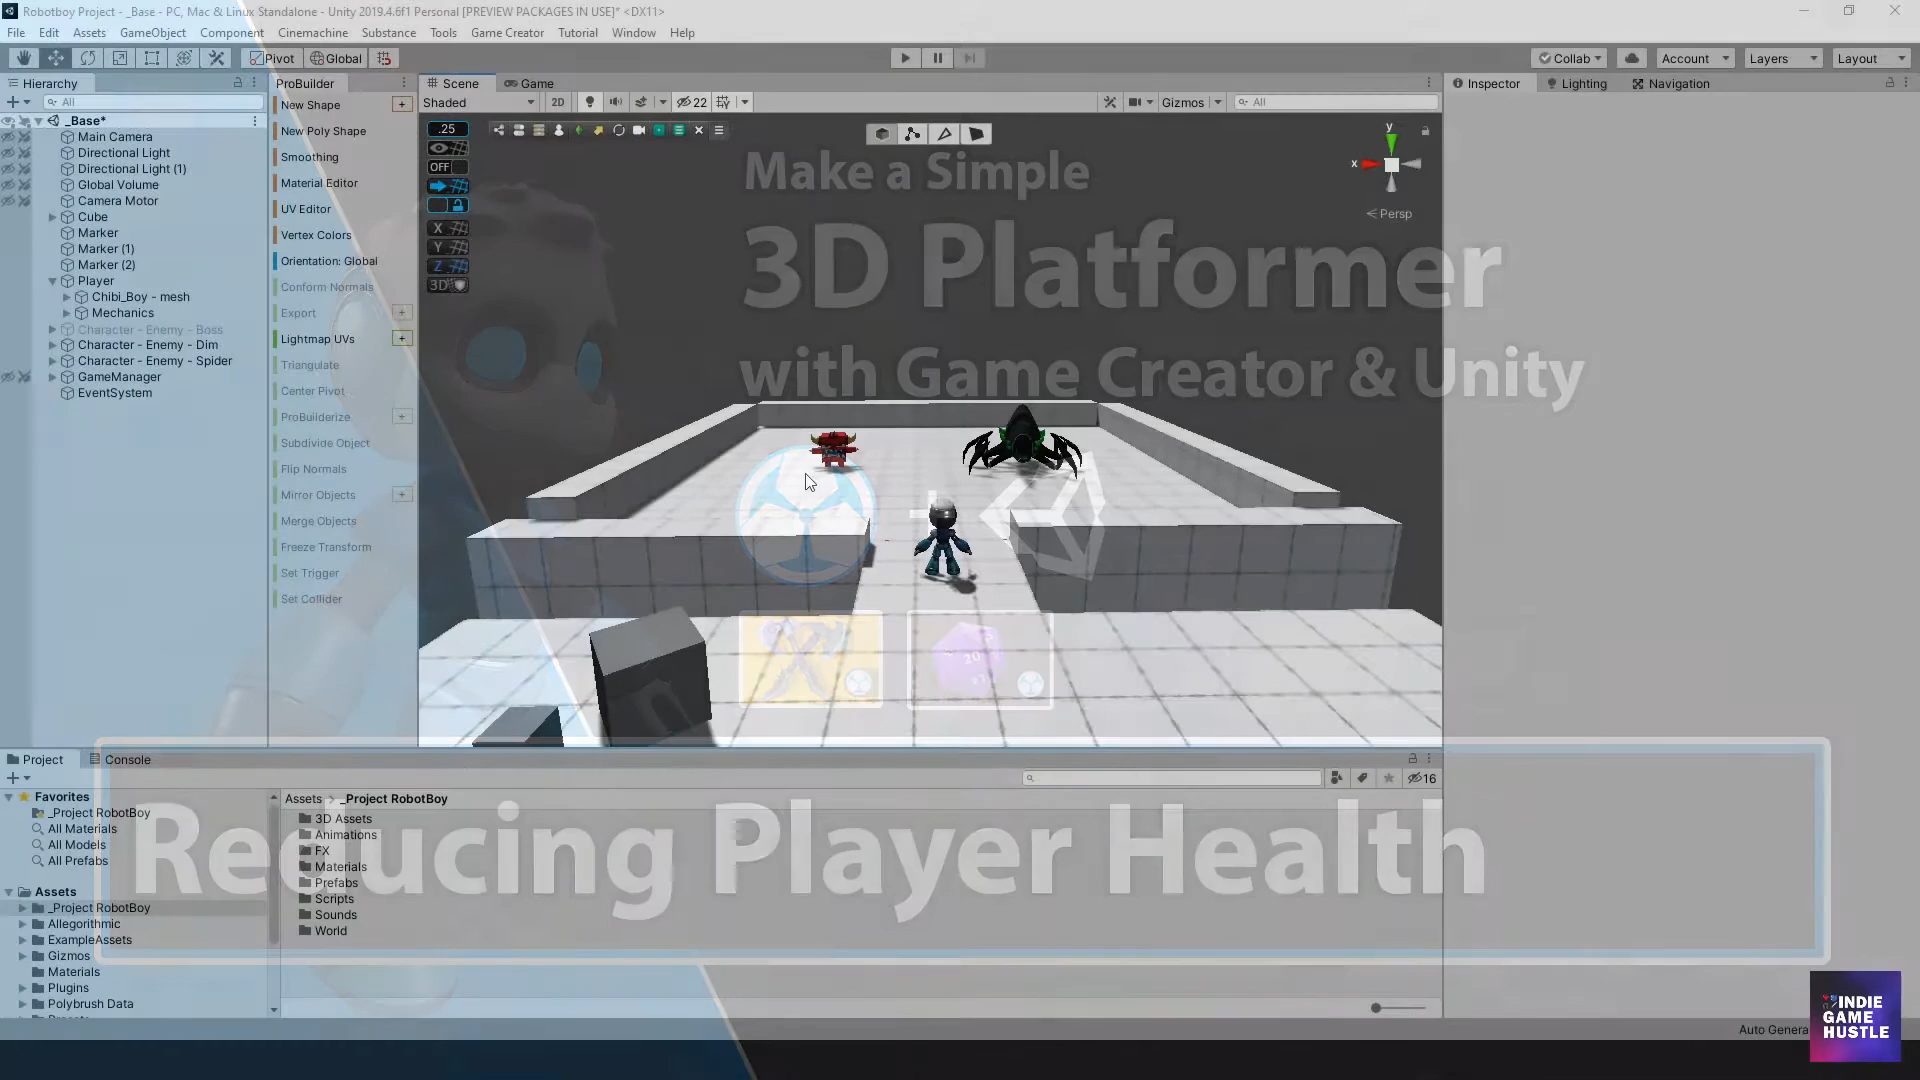 Robotboy Project - _Base - PC, Mac & Linux Standalone - Unity 2019.4.6f1 Personal [PREVIEW PACKAGES IN USE]* <DX11>
File Edit Assets GameObject Component Cinemachine Substance Tools Game Creator Tutorial Window Help
Pivot Global Collab Account Layers Layout
Hierarchy
All
_Base*
Main Camera
Directional Light
Directional Light (1)
Global Volume
Camera Motor
Cube
Marker
Marker (1)
Marker (2)
Player
Chibi_Boy - mesh
Mechanics
Character - Enemy - Boss
Character - Enemy - Dim
Character - Enemy - Spider
GameManager
EventSystem
ProBuilder
New Shape
New Poly Shape
Smoothing
Material Editor
UV Editor
Vertex Colors
Orientation: Global
Conform Normals
Export
Lightmap UVs
Triangulate
Center Pivot
ProBuilderize
Subdivide Object
Flip Normals
Mirror Objects
Merge Objects
Freeze Transform
Set Trigger
Set Collider
Scene Game
Shaded 2D 22 Gizmos All
.25
OFF
X
Y
Z
3D
y
x
Persp
Make a Simple
3D Platformer
with Game Creator & Unity
20
Inspector Lighting Navigation
Project Console
16
Favorites
_Project RobotBoy
All Materials
All Models
All Prefabs
Assets
_Project RobotBoy
Allegorithmic
ExampleAssets
Gizmos
Materials
Plugins
Polybrush Data
Assets > _Project RobotBoy
3D Assets
Animations
FX
Materials
Prefabs
Scripts
Sounds
World
Reducing Player Health
Auto Genera
INDIE
GAME
HUSTLE